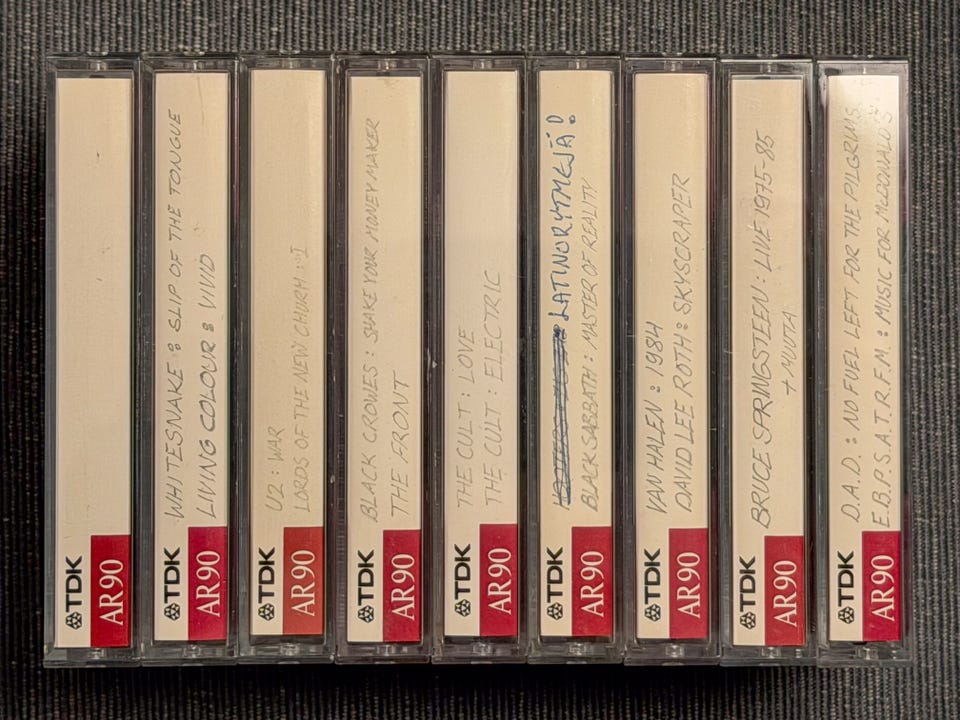 TDK
AR90
WHITESNAKE : SLIP OF THE TONGUE
LIVING COLOUR : VIVID
TDK
AR90
U2 : WAR
LORDS OF THE NEW CHURH : I
TDK
AR90
BLACK CROWES : SHAKE YOUR MONEY MAKER
THE FRONT
TDK
AR90
THE CULT : LOVE
THE CULT : ELECTRIC
TDK
AR90
LATINORYTMEJÄ!
BLACK SABBATH : MASTER OF REALITY
TDK
AR90
VAN HALEN : 1984
DAVID LEE ROTH : SKYSCRAPER
TDK
AR90
BRUCE SPRINGSTEEN : LIVE 1975-85
+ MUITA
TDK
AR90
D.A.D. : NO FUEL LEFT FOR THE PILGRIMS
E.B.P.S.A.T.R.F.M. : MUSIC FOR McDONALD'S
TDK
AR90